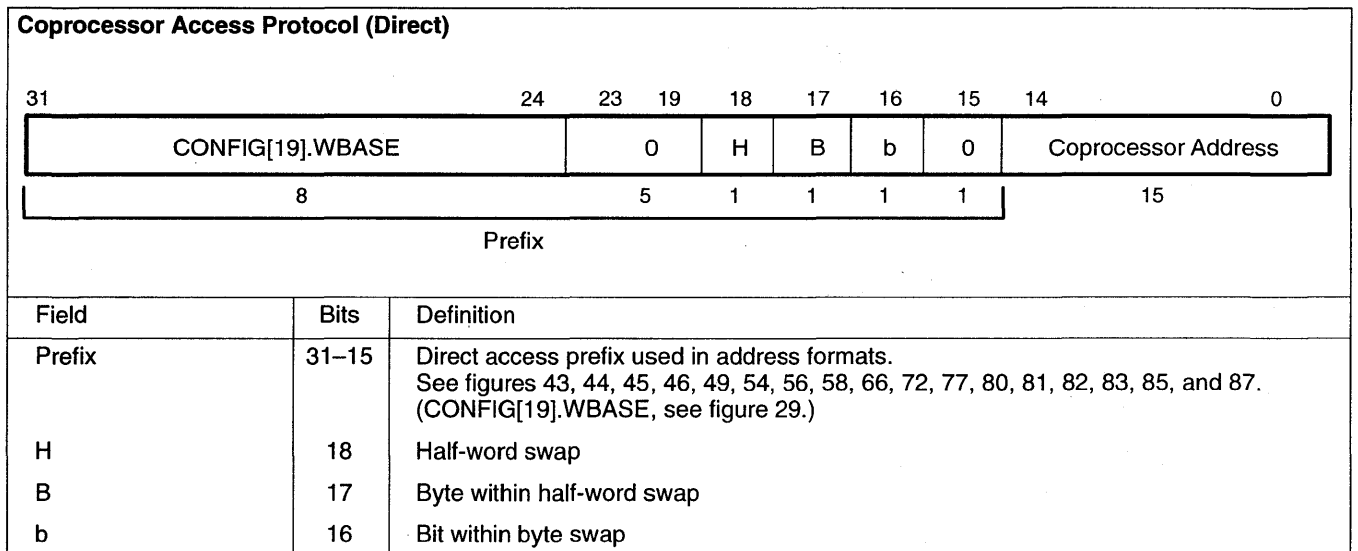 Coprocessor Access Protocol (Direct)
31 24 23 19 18 17 16 15 14 0
CONFIG[19].WBASE 0 H B b 0 Coprocessor Address
8 5 1 1 1 1 15
Prefix
Field Bits Definition
Prefix 31–15 Direct access prefix used in address formats.
See figures 43, 44, 45, 46, 49, 54, 56, 58, 66, 72, 77, 80, 81, 82, 83, 85, and 87.
(CONFIG[19].WBASE, see figure 29.)
H 18 Half-word swap
B 17 Byte within half-word swap
b 16 Bit within byte swap